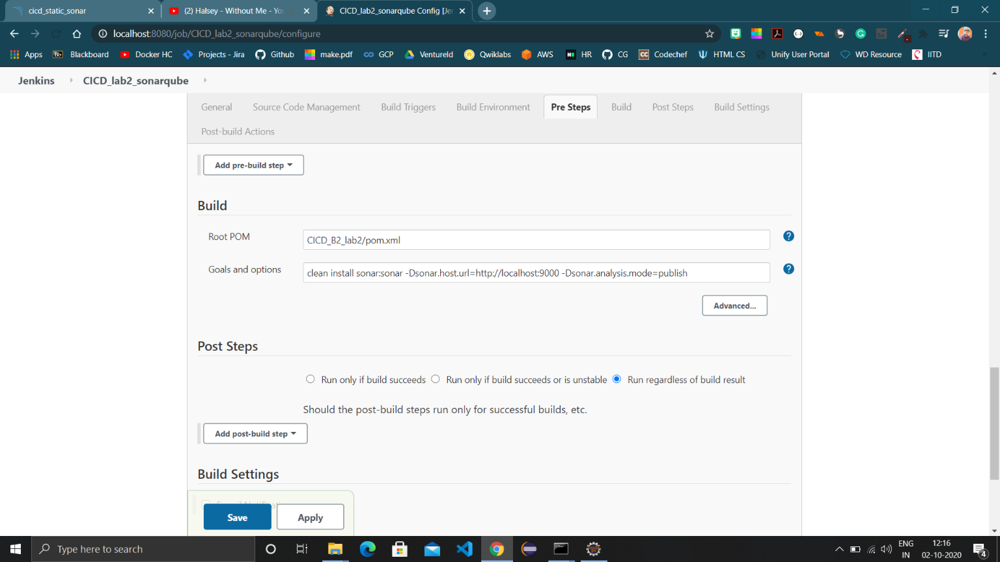 cicd_static_sonar
(2) Halsey - Without Me - Yo
CICD_lab2_sonarqube Config [Je
localhost:8080/job/CICD_lab2_sonarqube/configure
Apps Bb Blackboard Docker HC Projects - Jira Github make.pdf GCP VentureId Qwiklabs AWS HR CG CC Codechef HTML CS Unify User Portal WD Resource IITD
Jenkins CICD_lab2_sonarqube
General Source Code Management Build Triggers Build Environment Pre Steps Build Post Steps Build Settings
Post-build Actions
Add pre-build step
Build
Root POM CICD_B2_lab2/pom.xml
Goals and options clean install sonar:sonar -Dsonar.host.url=http://localhost:9000 -Dsonar.analysis.mode=publish
Advanced...
Post Steps
Run only if build succeeds Run only if build succeeds or is unstable Run regardless of build result
Should the post-build steps run only for successful builds, etc.
Add post-build step
Build Settings
Save Apply
Type here to search
ENG
IN
12:16
02-10-2020
4